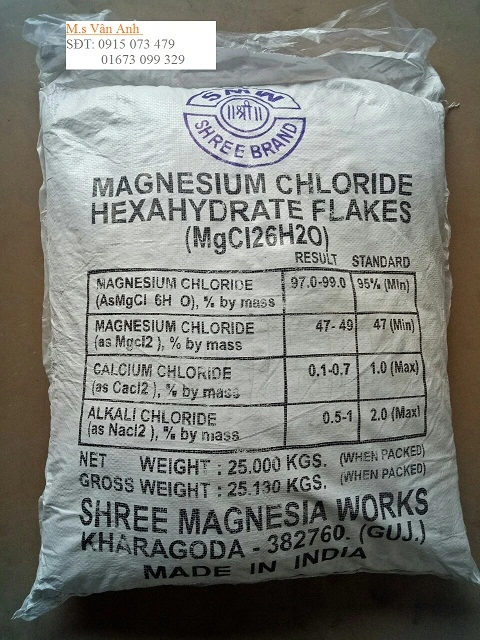 M.s Vân Anh
SĐT: 0915 073 479
01673 099 329
SMW
॥श्री॥
SHREE BRAND
MAGNESIUM CHLORIDE
HEXAHYDRATE FLAKES
(MgCl26H2O)
RESULT STANDARD
MAGNESIUM CHLORIDE
(AsMgCl 6H O), % by mass 97.0-99.0 95% (Min)
MAGNESIUM CHLORIDE
(as Mgcl2 ), % by mass 47-49 47 (Min)
CALCIUM CHLORIDE
(as Cacl2 ), % by mass 0.1-0.7 1.0 (Max)
ALKALI CHLORIDE
(as Nacl2 ), % by mass 0.5-1 2.0 (Max)
NET WEIGHT : 25.000 KGS. (WHEN PACKED)
GROSS WEIGHT : 25.130 KGS. (WHEN PACKED)
SHREE MAGNESIA WORKS
KHARAGODA - 382760. (GUJ.)
MADE IN INDIA